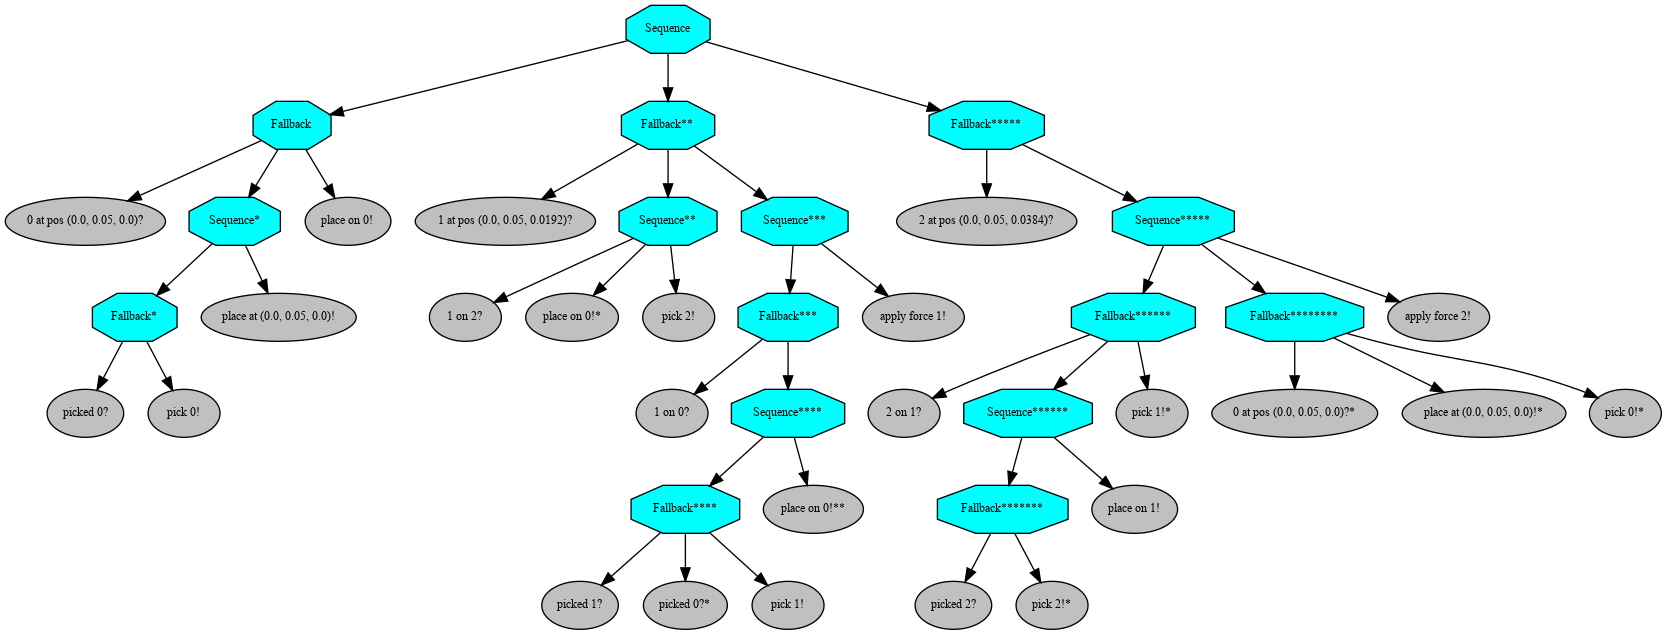 Sequence
Fallback
Fallback**
Fallback*****
0 at pos (0.0, 0.05, 0.0)?
Sequence*
place on 0!
1 at pos (0.0, 0.05, 0.0192)?
Sequence**
Sequence***
2 at pos (0.0, 0.05, 0.0384)?
Sequence*****
Fallback*
place at (0.0, 0.05, 0.0)!
1 on 2?
place on 0!*
pick 2!
Fallback***
apply force 1!
Fallback******
Fallback********
apply force 2!
picked 0?
pick 0!
1 on 0?
Sequence****
2 on 1?
Sequence******
pick 1!*
0 at pos (0.0, 0.05, 0.0)?*
place at (0.0, 0.05, 0.0)!*
pick 0!*
Fallback****
place on 0!**
Fallback*******
place on 1!
picked 1?
picked 0?*
pick 1!
picked 2?
pick 2!*